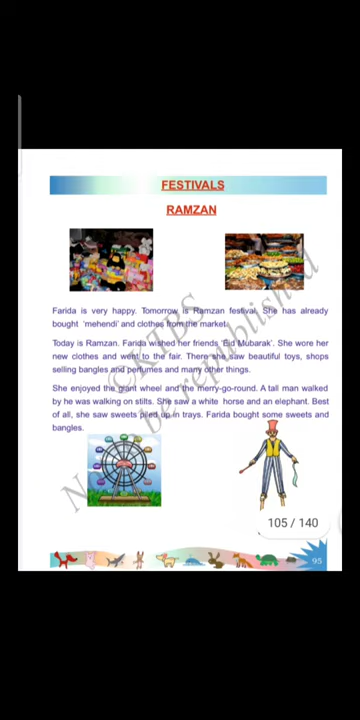 FESTIVALS
RAMZAN
Farida is very happy. Tomorrow is Ramzan festival. She has already
bought 'mehendi' and clothes from the market.
Today is Ramzan. Farida wished her friends 'Eid Mubarak'. She wore her
new clothes and went to the fair. There she saw beautiful toys, shops
selling bangles and perfumes and many other things.
She enjoyed the giant wheel and the merry-go-round. A tall man walked
by he was walking on stilts. She saw a white horse and an elephant. Best
of all, she saw sweets piled up in trays. Farida bought some sweets and
bangles.
©KTBS
be republished
105 / 140
95